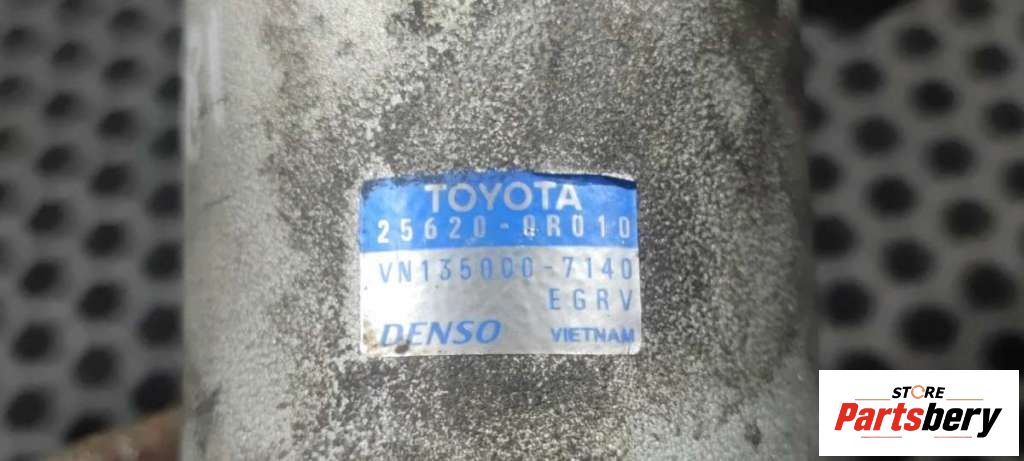 TOYOTA
25620-0R010
VN135000-7140
EGRV
DENSO VIETNAM
STORE
Partsbery